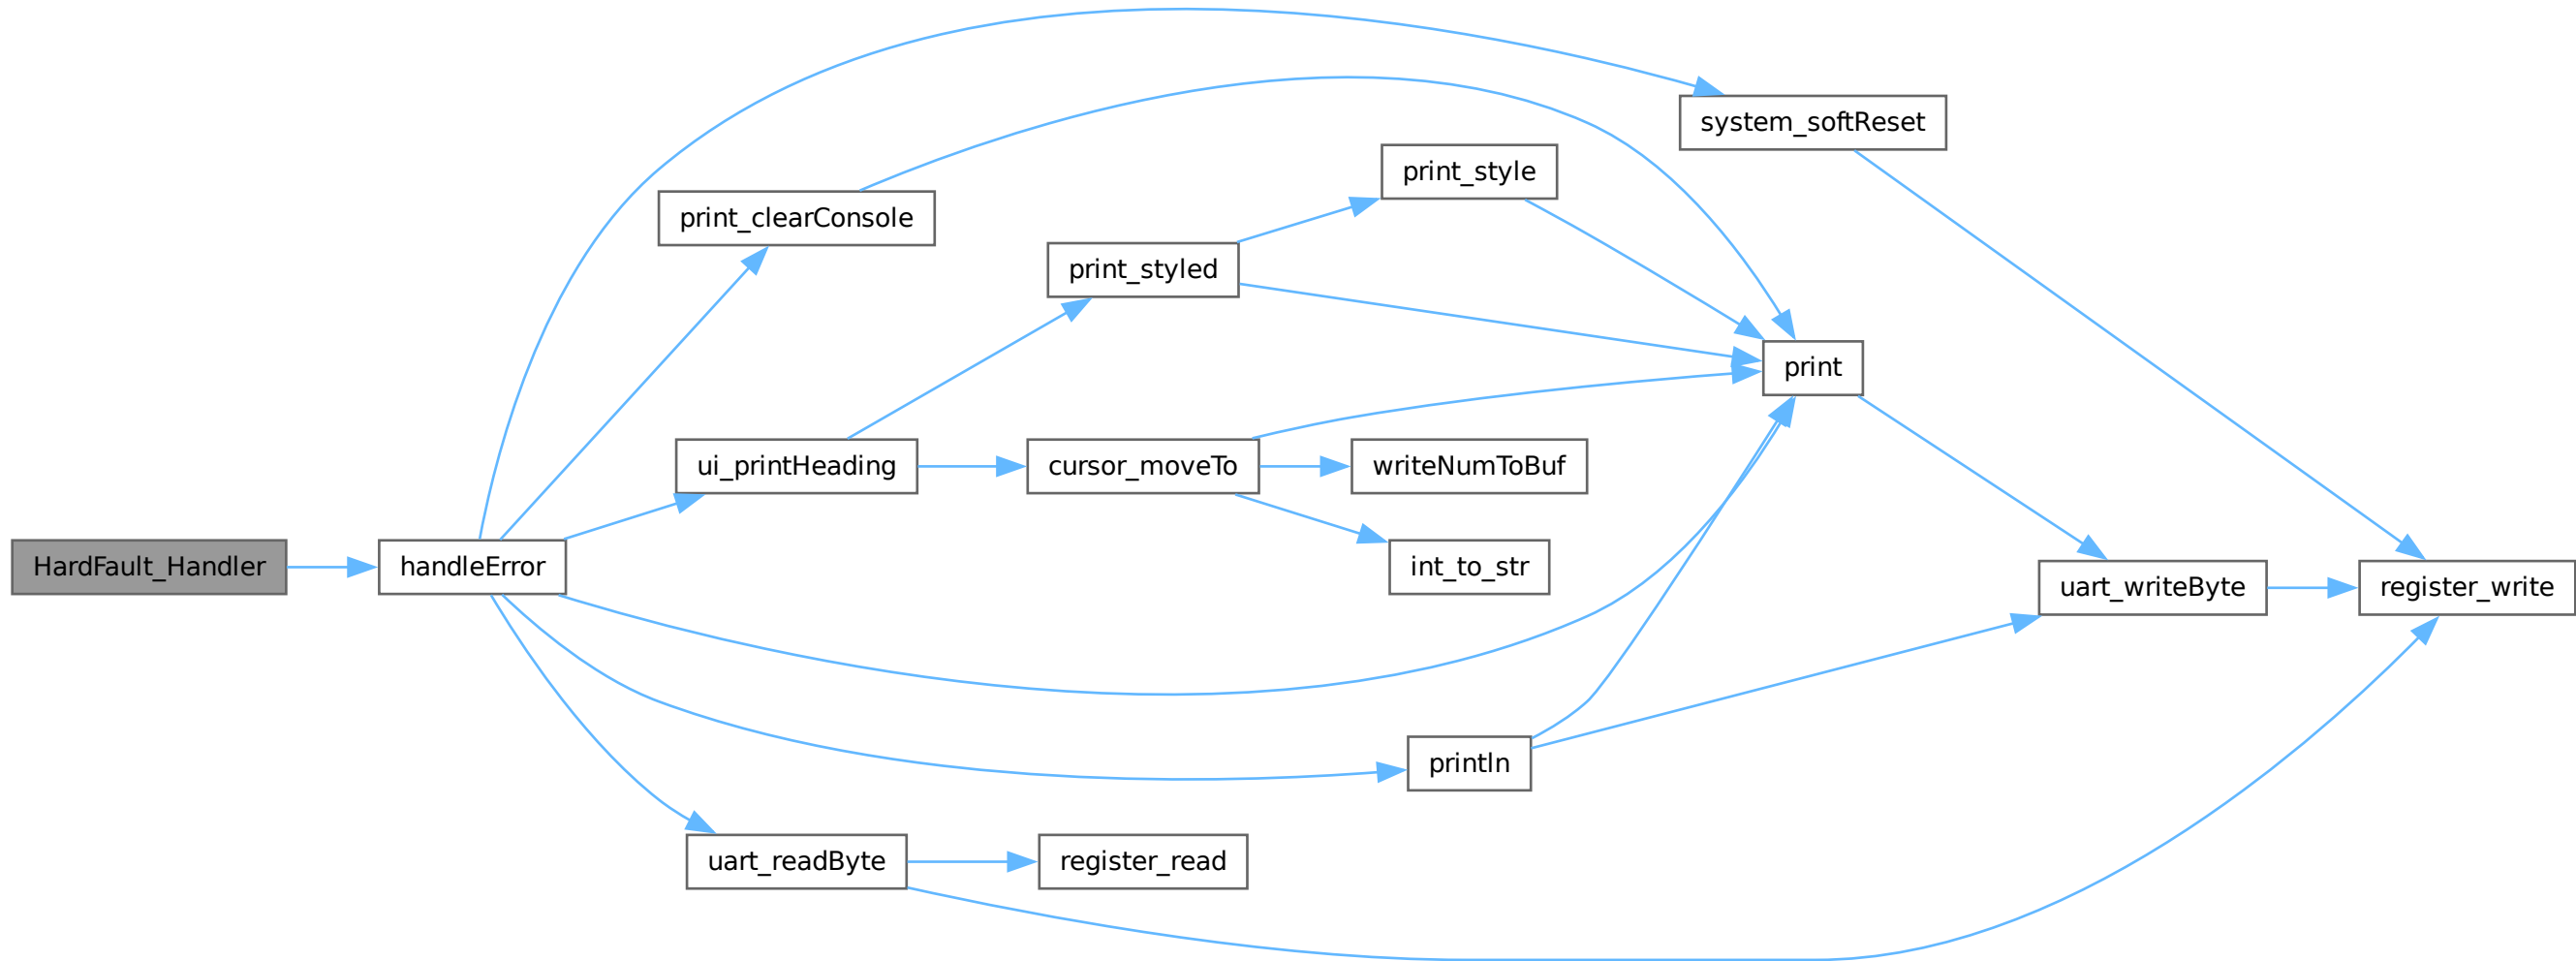 system_softReset
print_style
print_clearConsole
print_styled
print
ui_printHeading
cursor_moveTo
writeNumToBuf
HardFault_Handler
handleError
int_to_str
uart_writeByte
register_write
println
uart_readByte
register_read